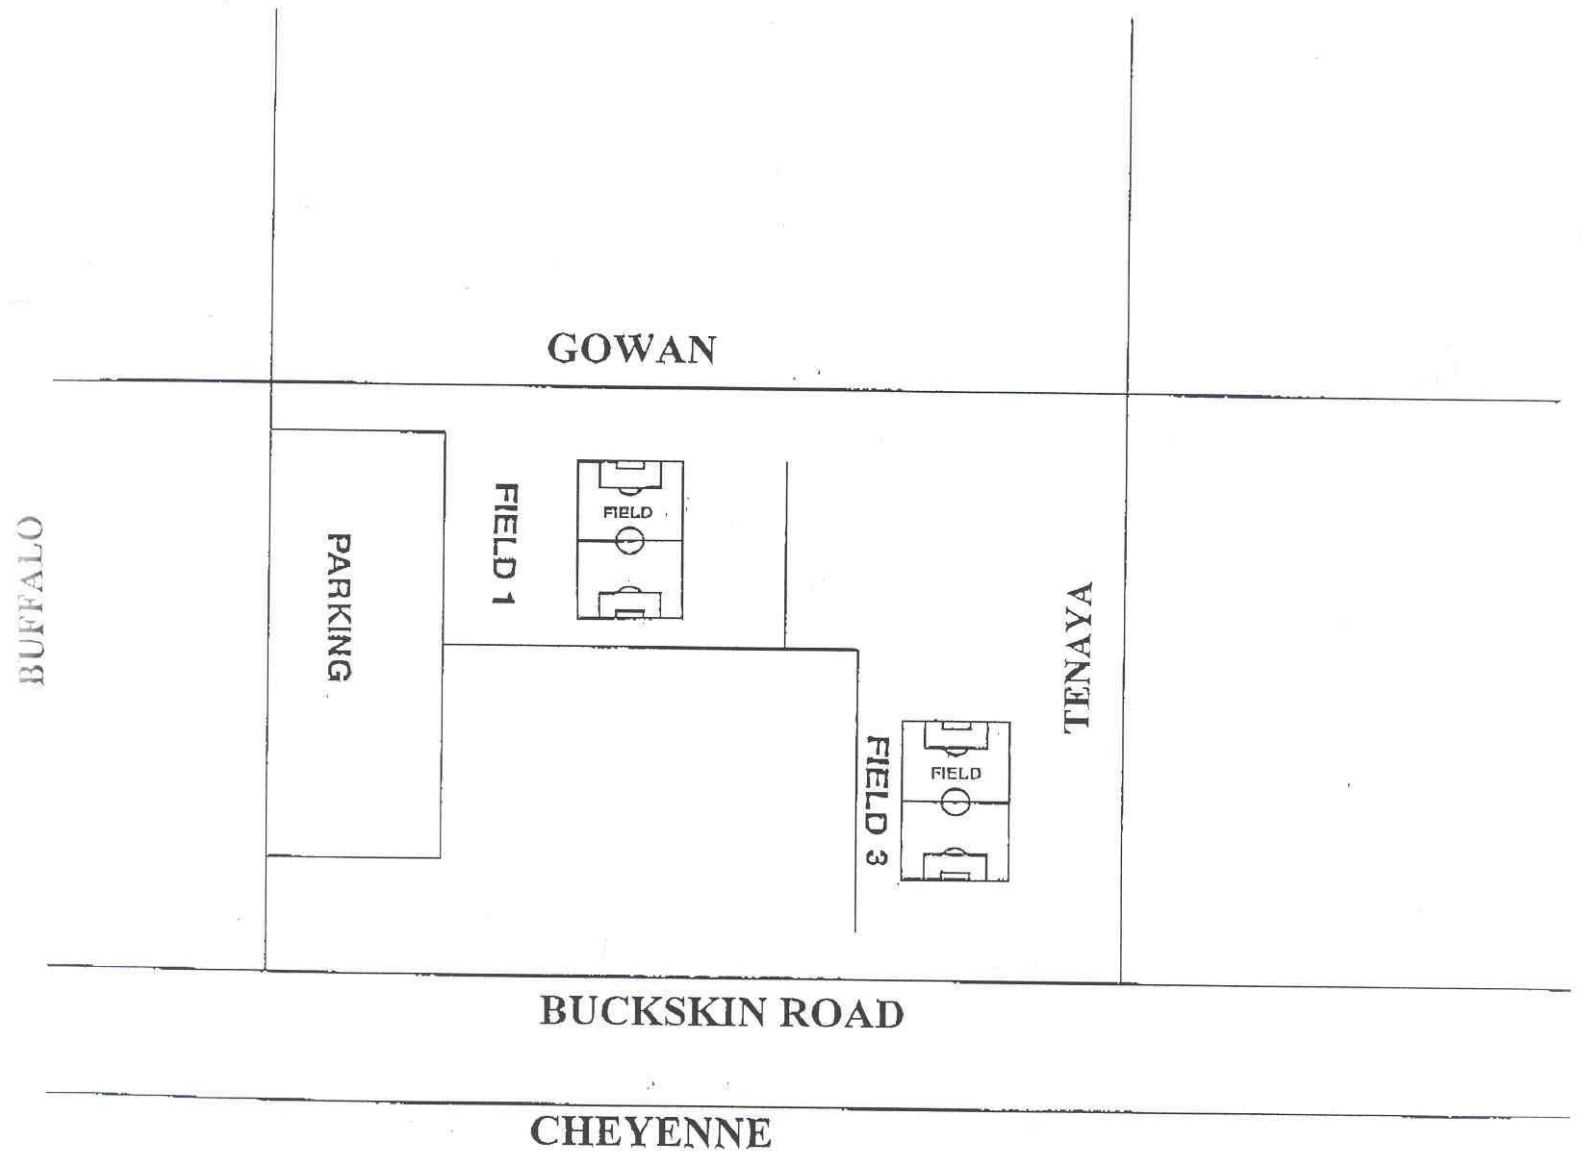 GOWAN
BUFFALO
PARKING
FIELD 1
FIELD
TENAYA
FIELD 3
FIELD
BUCKSKIN ROAD
CHEYENNE